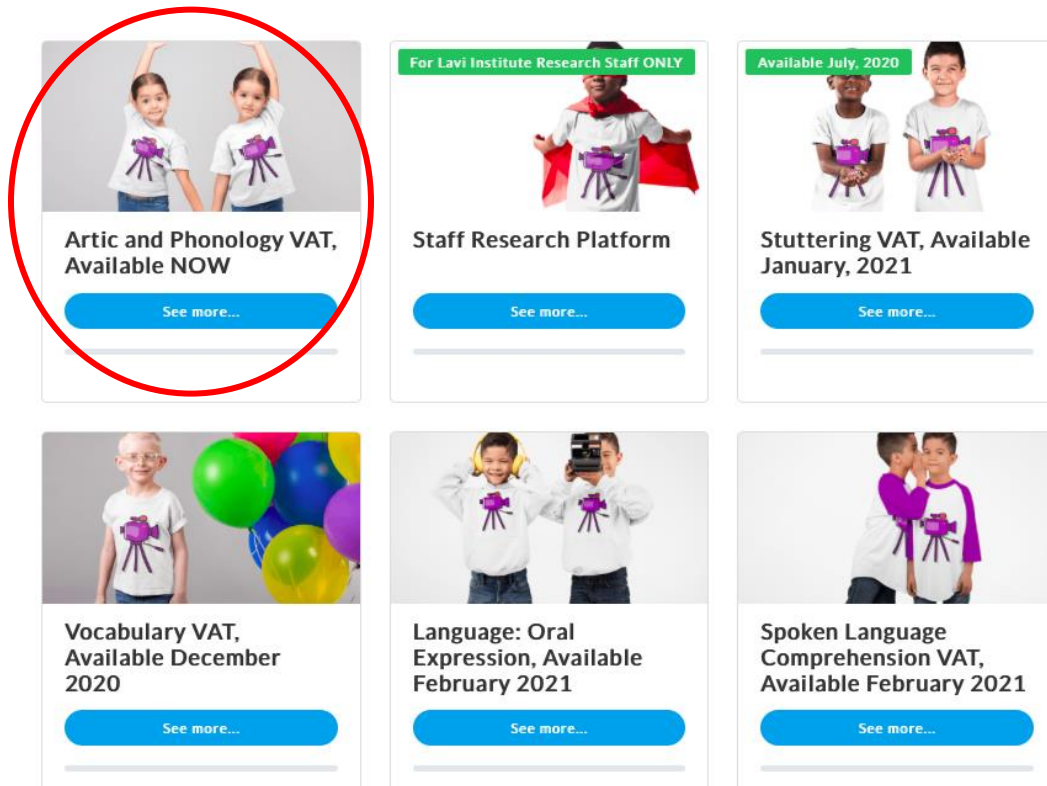 For Lavi Institute Research Staff ONLY
Available July, 2020
Artic and Phonology VAT,
Available NOW
See more...
Staff Research Platform
See more...
Stuttering VAT, Available
January, 2021
See more...
Vocabulary VAT,
Available December
2020
See more...
Language: Oral
Expression, Available
February 2021
See more...
Spoken Language
Comprehension VAT,
Available February 2021
See more...